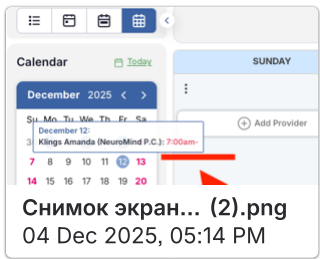 Calendar
Today
SUNDAY
December 2025
Su Mo Tu We Th Fr Sa
December 12:
Klings Amanda (NeuroMind P.C.): 7:00am-
Add Provider
7 8 9 10 11 12 13
14 15 16 17 18 19 20
Снимок экран... (2).png
04 Dec 2025, 05:14 PM